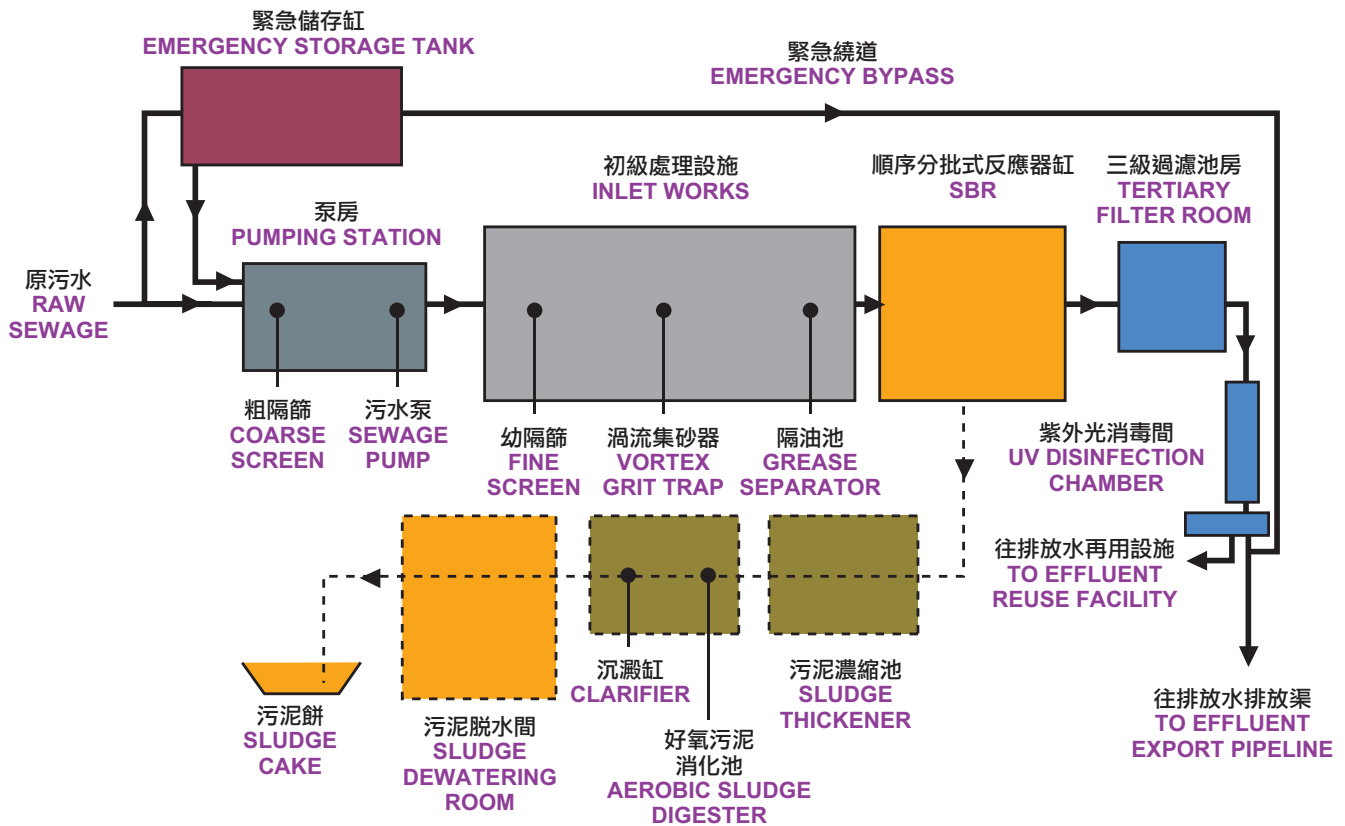 緊急儲存缸
EMERGENCY STORAGE TANK
緊急繞道
EMERGENCY BYPASS
初級處理設施
INLET WORKS
順序分批式反應器缸
SBR
三級過濾池房
TERTIARY
FILTER ROOM
泵房
PUMPING STATION
原污水
RAW
SEWAGE
粗隔篩
COARSE
SCREEN
污水泵
SEWAGE
PUMP
幼隔篩
FINE
SCREEN
渦流集砂器
VORTEX
GRIT TRAP
隔油池
GREASE
SEPARATOR
紫外光消毒間
UV DISINFECTION
CHAMBER
往排放水再用設施
TO EFFLUENT
REUSE FACILITY
污泥餅
SLUDGE
CAKE
污泥脱水間
SLUDGE
DEWATERING
ROOM
沉澱缸
CLARIFIER
好氧污泥
消化池
AEROBIC SLUDGE
DIGESTER
污泥濃縮池
SLUDGE
THICKENER
往排放水排放渠
TO EFFLUENT
EXPORT PIPELINE